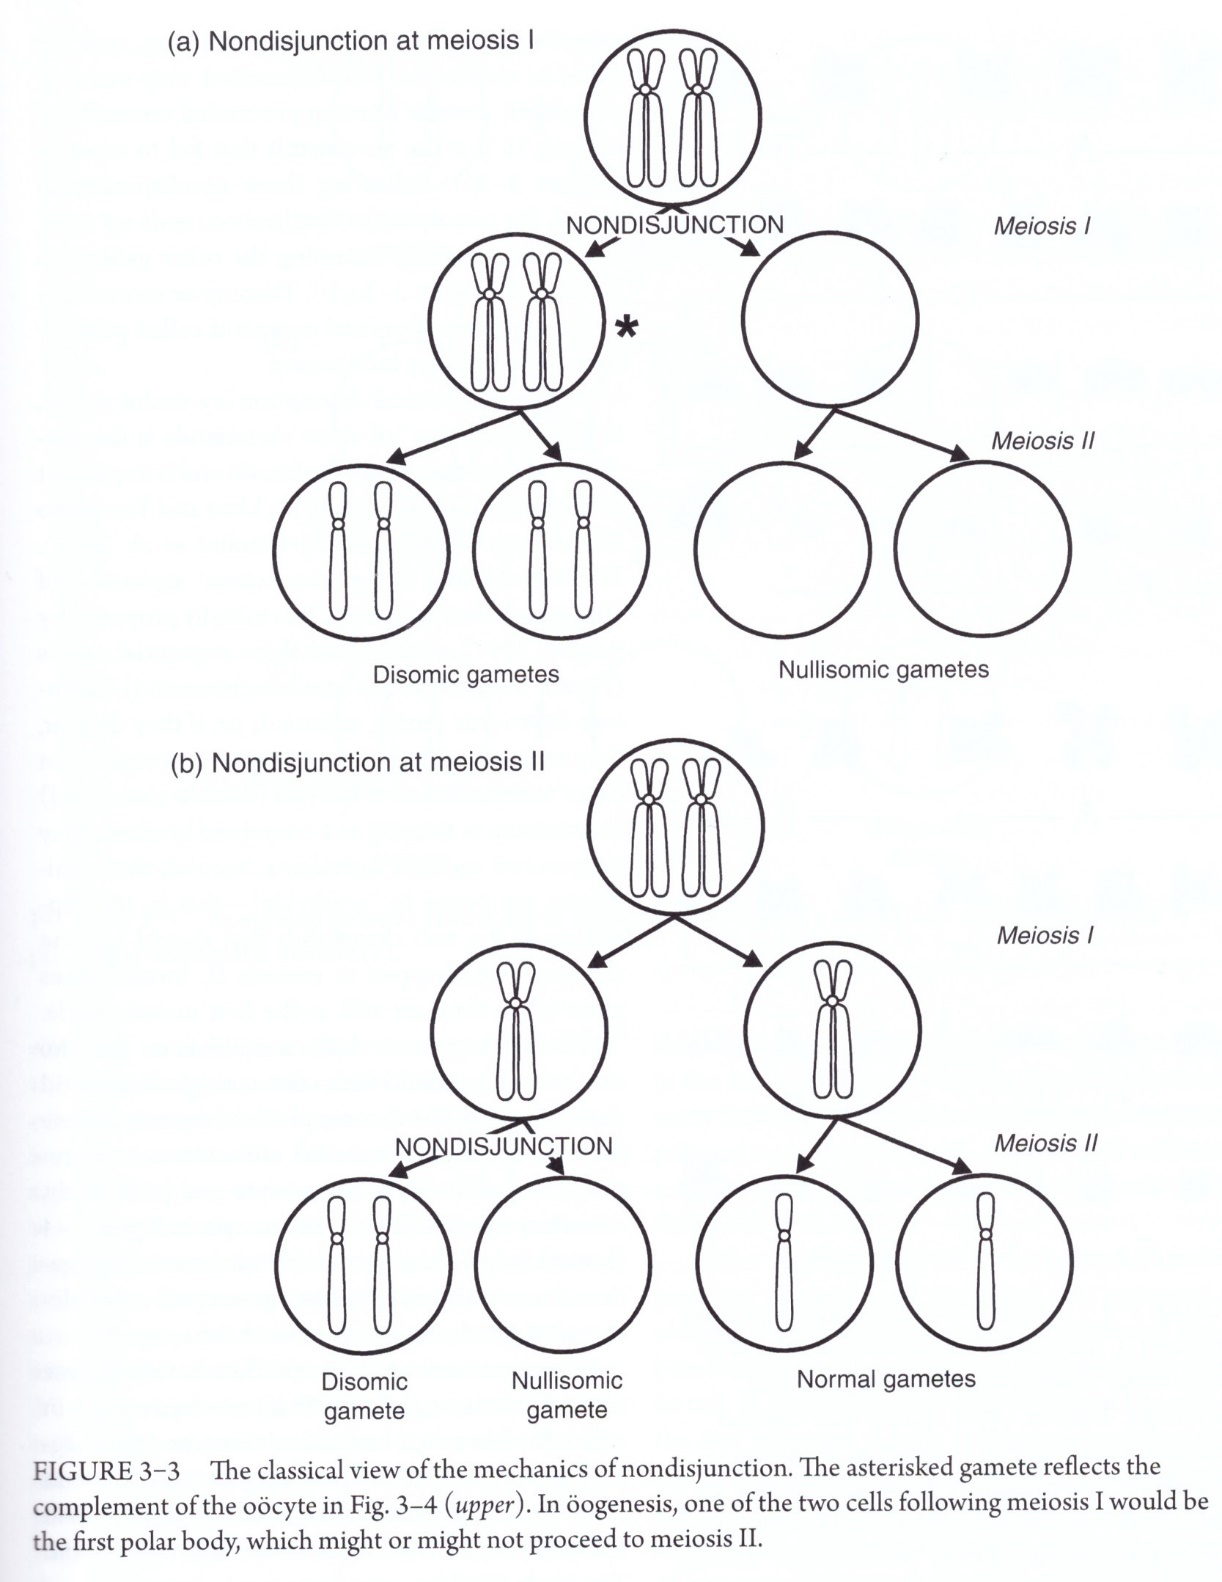 (a) Nondisjunction at meiosis I
NONDISJUNCTION
Meiosis I
*
Meiosis II
Disomic gametes
Nullisomic gametes
(b) Nondisjunction at meiosis II
Meiosis I
NONDISJUNCTION
Meiosis II
Disomic
gamete
Nullisomic
gamete
Normal gametes
FIGURE 3–3 The classical view of the mechanics of nondisjunction. The asterisked gamete reflects the
complement of the oöcyte in Fig. 3–4 (upper). In öogenesis, one of the two cells following meiosis I would be
the first polar body, which might or might not proceed to meiosis II.